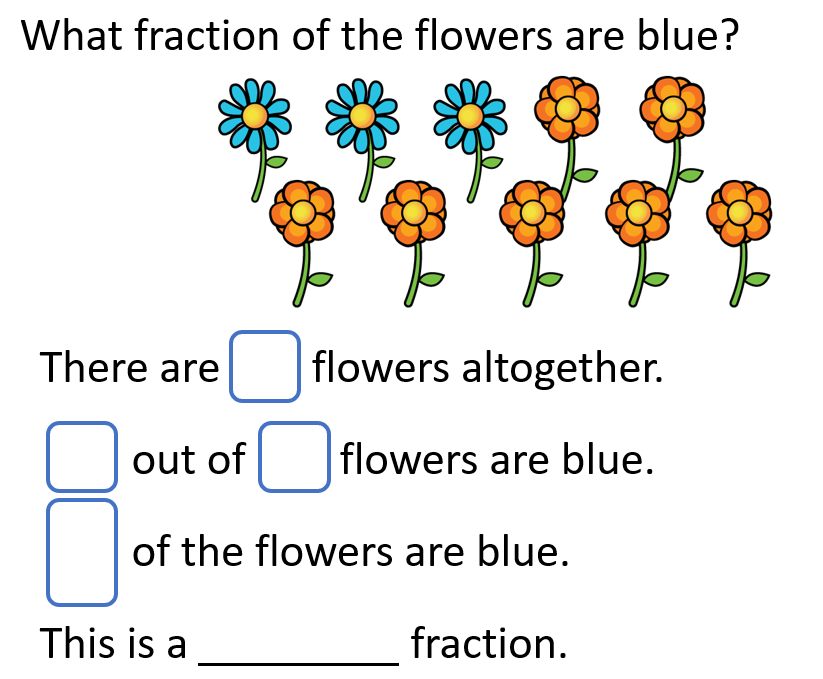 What fraction of the flowers are blue?
There are flowers altogether.
out of flowers are blue.
of the flowers are blue.
This is a __________ fraction.